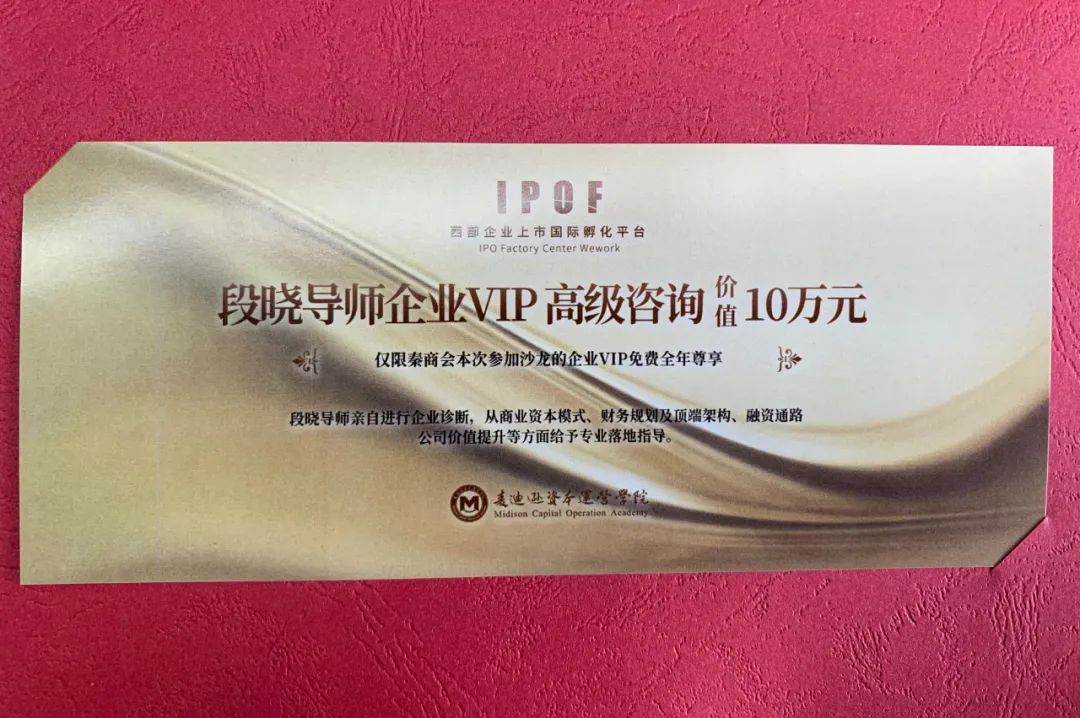 IPOF
西部企业上市国际孵化平台
IPO Factory Center Wework
段晓导师企业VIP 高级咨询 价值 10万元
仅限秦商会本次参加沙龙的企业VIP免费全年尊享
段晓导师亲自进行企业诊断，从商业资本模式、财务规划及顶端架构、融资通路
公司价值提升等方面给予专业落地指导。
M
麦迪逊资本运营学院
Midison Capital Operation Academy